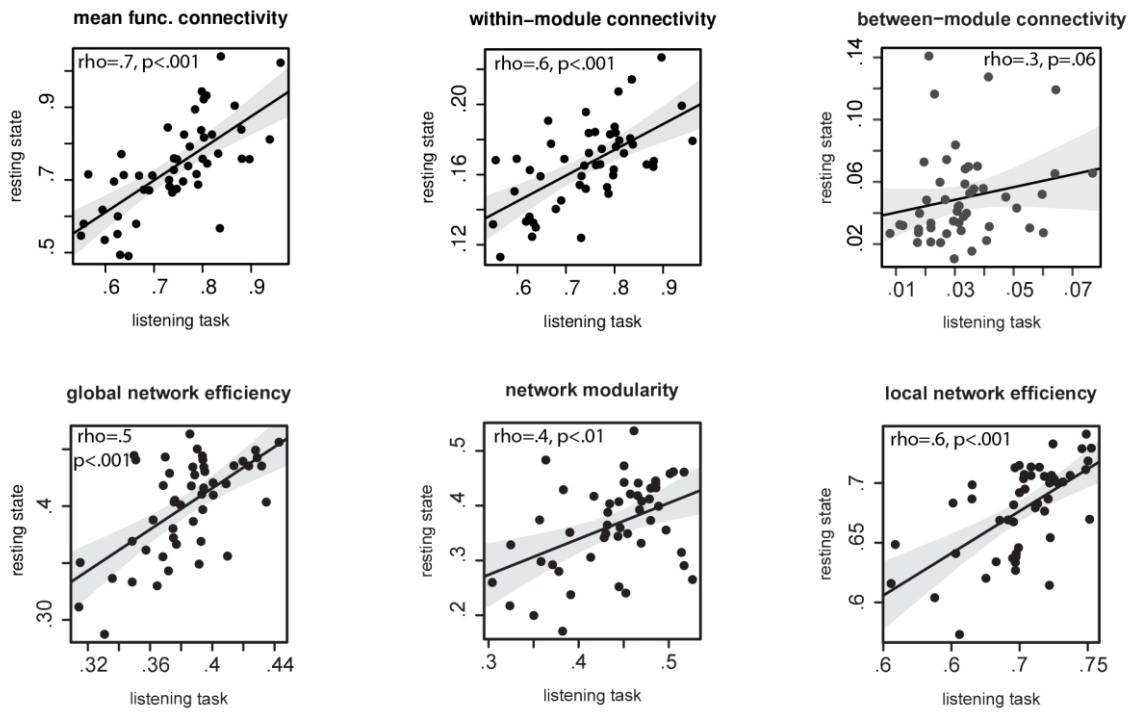 mean func. connectivity
rho=.7, p<.001
resting state
.9
.7
.5
.6 .7 .8 .9
listening task
within−module connectivity
rho=.6, p<.001
resting state
.20
.16
.12
.6 .7 .8 .9
listening task
between−module connectivity
rho=.3, p=.06
resting state
.14
.10
.06
.02
.01 .03 .05 .07
listening task
global network efficiency
rho=.5
p<.001
resting state
.4
.30
.32 .36 .4 .44
listening task
network modularity
rho=.4, p<.01
resting state
.5
.4
.3
.2
.3 .4 .5
listening task
local network efficiency
rho=.6, p<.001
resting state
.7
.65
.6
.6 .6 .7 .75
listening task